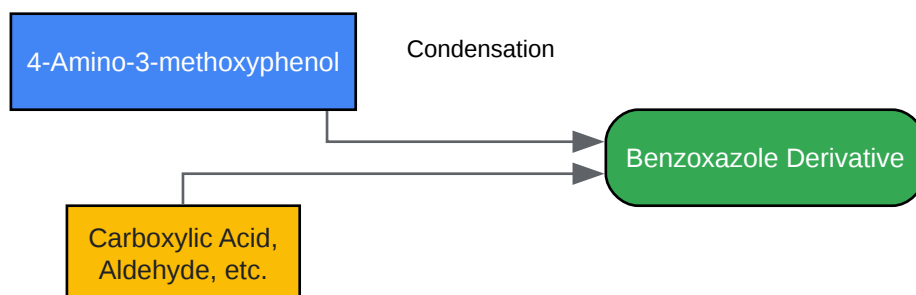 4-Amino-3-methoxyphenol
Condensation
Benzoxazole Derivative
Carboxylic Acid,
Aldehyde, etc.